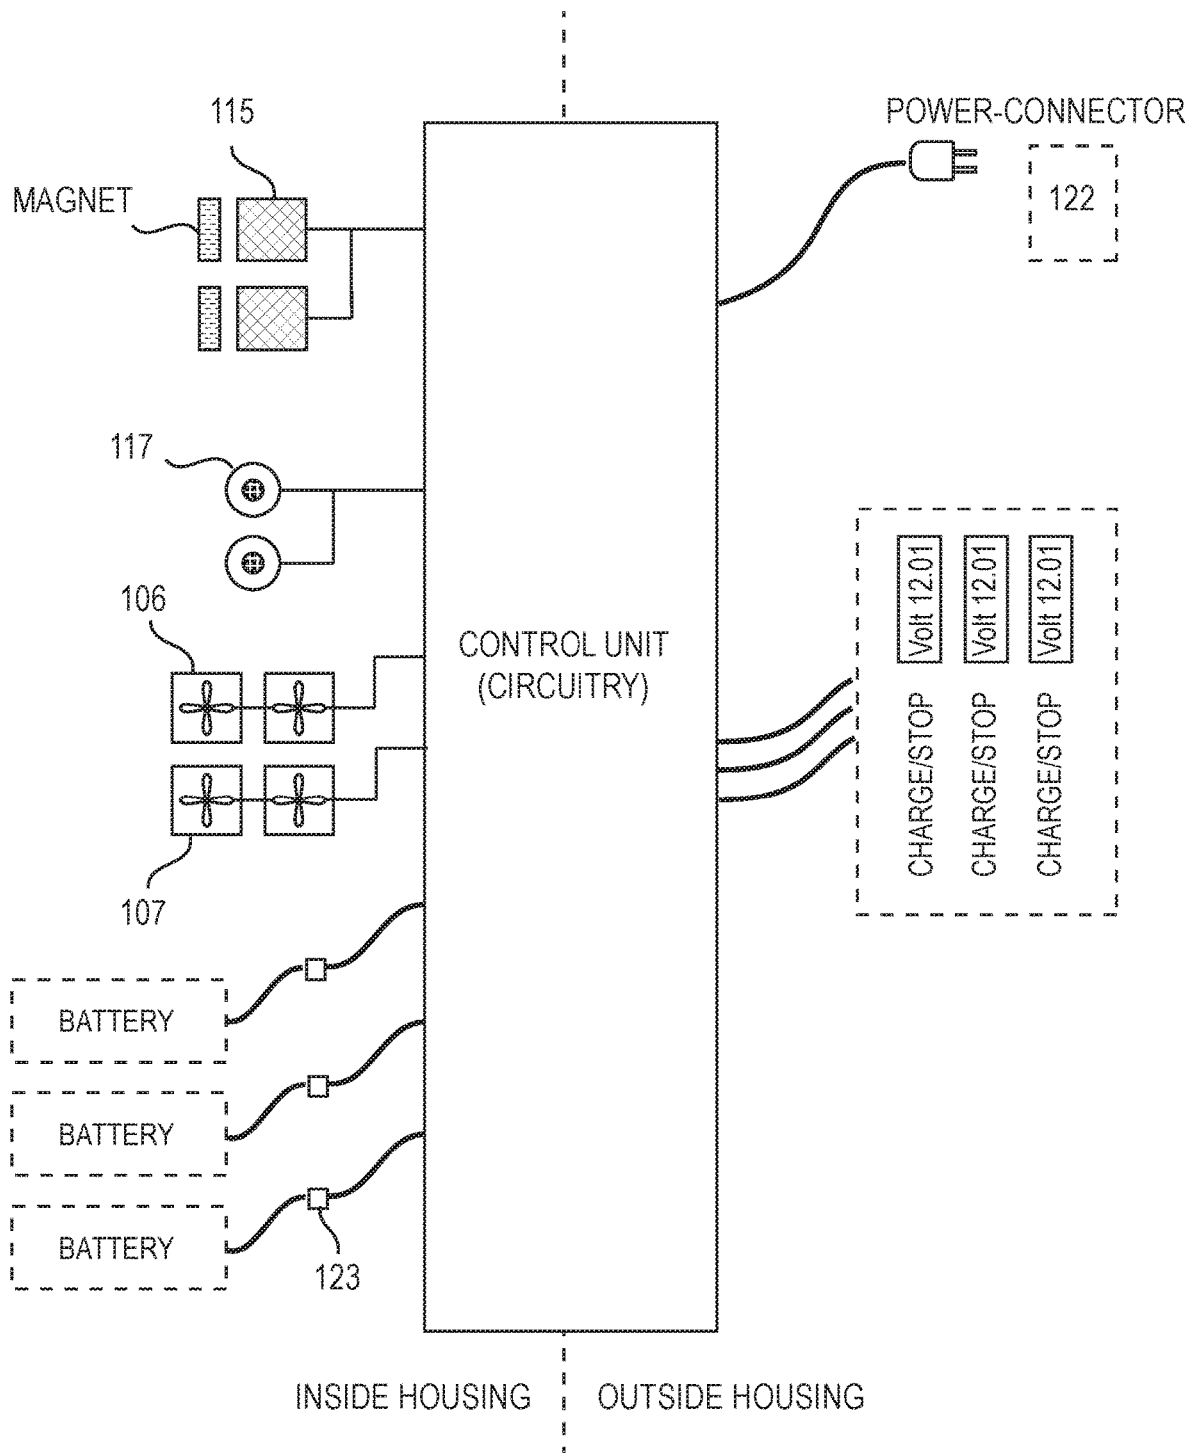 115
POWER-CONNECTOR
MAGNET
122
117
Volt 12.01
Volt 12.01
Volt 12.01
106
CONTROL UNIT
(CIRCUITRY)
CHARGE/STOP
CHARGE/STOP
CHARGE/STOP
107
BATTERY
BATTERY
BATTERY
123
INSIDE HOUSING
OUTSIDE HOUSING